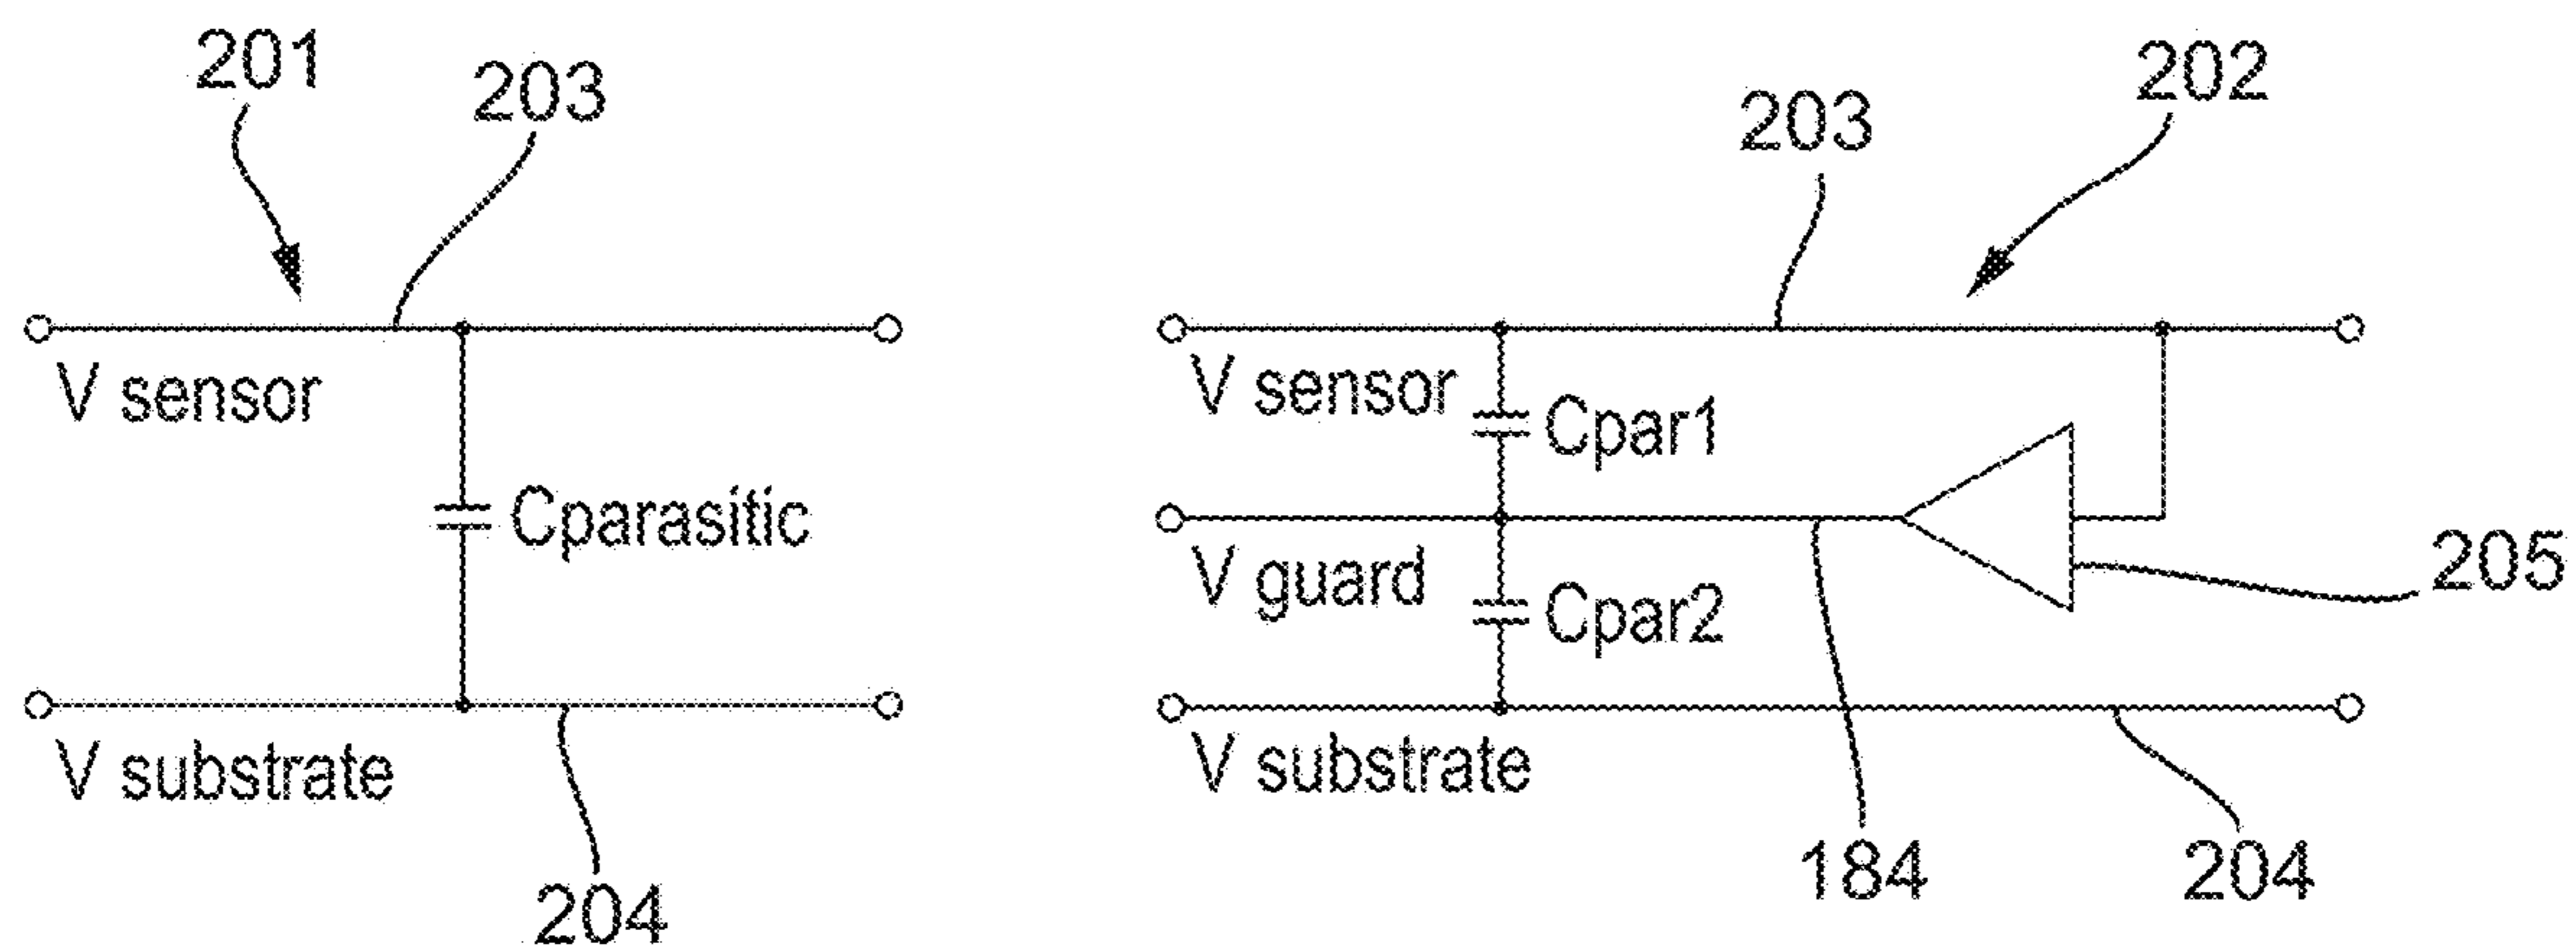 201
203
V sensor
Cparasitic
V substrate
204
202
203
V sensor
Cpar1
V guard
Cpar2
205
V substrate
184
204